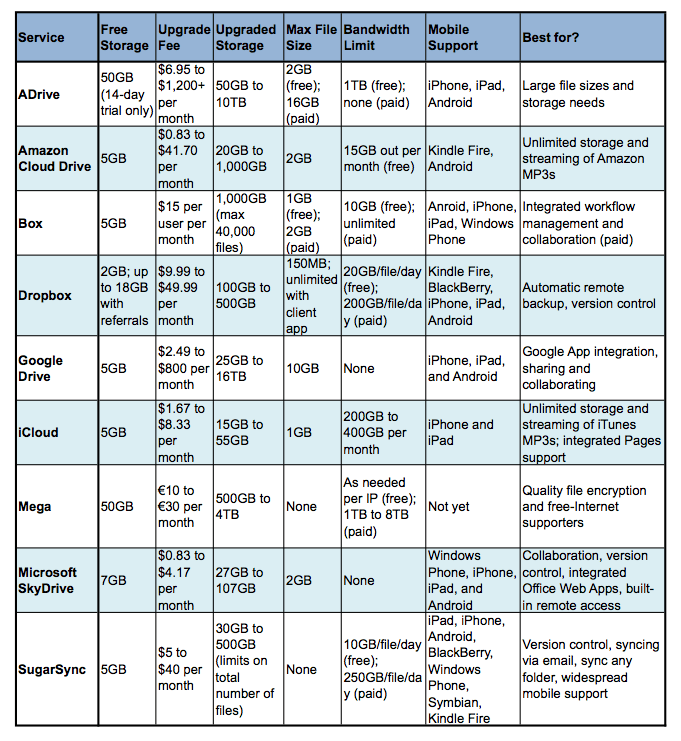 Service
Free
Storage
Upgrade
Fee
Upgraded
Storage
Max File
Size
Bandwidth
Limit
Mobile
Support
Best for?
ADrive
50GB
(14-day
trial only)
$6.95 to
$1,200+
per
month
50GB to
10TB
2GB
(free);
16GB
(paid)
1TB (free);
none (paid)
iPhone, iPad,
Android
Large file sizes and
storage needs
Amazon
Cloud Drive
5GB
$0.83 to
$41.70
per
month
20GB to
1,000GB
2GB
15GB out per
month (free)
Kindle Fire,
Android
Unlimited storage and
streaming of Amazon
MP3s
Box
5GB
$15 per
user per
month
1,000GB
(max
40,000
files)
1GB
(free);
2GB
(paid)
10GB (free);
unlimited
(paid)
Anroid, iPhone,
iPad, Windows
Phone
Integrated workflow
management and
collaboration (paid)
Dropbox
2GB; up
to 18GB
with
referrals
$9.99 to
$49.99
per
month
100GB to
500GB
150MB;
unlimited
with
client
app
20GB/file/day
(free);
200GB/file/da
y (paid)
Kindle Fire,
BlackBerry,
iPhone, iPad,
Android
Automatic remote
backup, version control
Google
Drive
5GB
$2.49 to
$800 per
month
25GB to
16TB
10GB
None
iPhone, iPad,
and Android
Google App integration,
sharing and
collaborating
iCloud
5GB
$1.67 to
$8.33
per
month
15GB to
55GB
1GB
200GB to
400GB per
month
iPhone and
iPad
Unlimited storage and
streaming of iTunes
MP3s; integrated Pages
support
Mega
50GB
€10 to
€30 per
month
500GB to
4TB
None
As needed
per IP (free);
1TB to 8TB
(paid)
Not yet
Quality file encryption
and free-Internet
supporters
Microsoft
SkyDrive
7GB
$0.83 to
$4.17
per
month
27GB to
107GB
2GB
None
Windows
Phone, iPhone,
iPad, and
Android
Collaboration, version
control, integrated
Office Web Apps, built-
in remote access
SugarSync
5GB
$5 to
$40 per
month
30GB to
500GB
(limits on
total
number of
files)
None
10GB/file/day
(free);
250GB/file/da
y (paid)
iPad, iPhone,
Android,
BlackBerry,
Windows
Phone,
Symbian,
Kindle Fire
Version control, syncing
via email, sync any
folder, widespread
mobile support